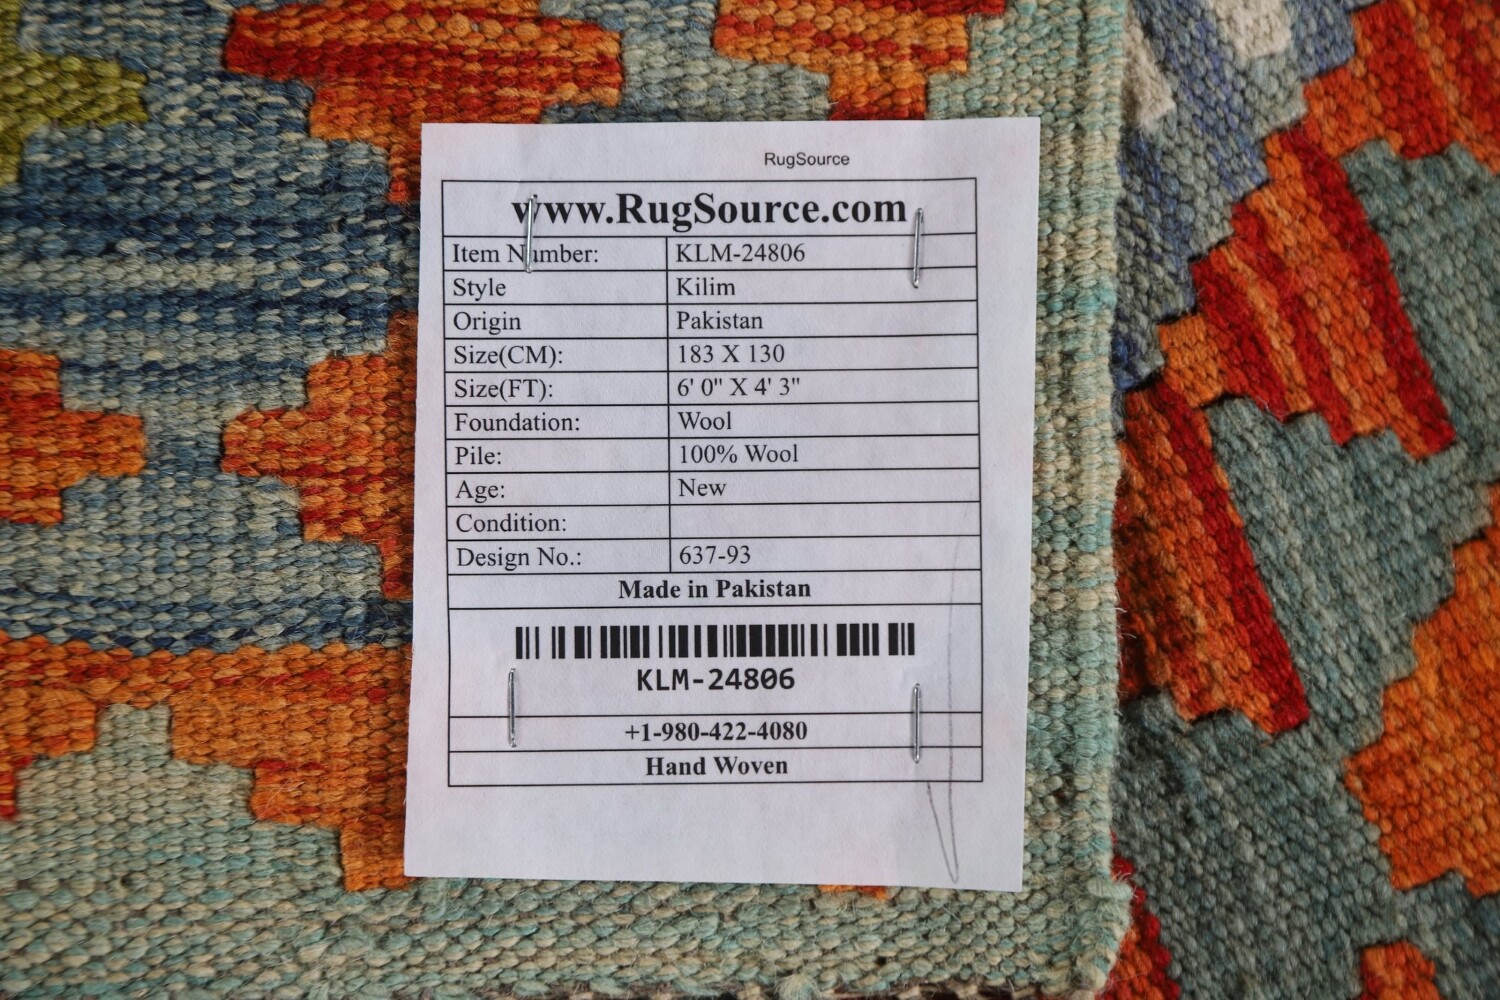 RugSource
www.RugSource.com
Item Number: KLM-24806
Style Kilim
Origin Pakistan
Size(CM): 183 X 130
Size(FT): 6' 0" X 4' 3"
Foundation: Wool
Pile: 100% Wool
Age: New
Condition:
Design No.: 637-93
Made in Pakistan
KLM-24806
+1-980-422-4080
Hand Woven